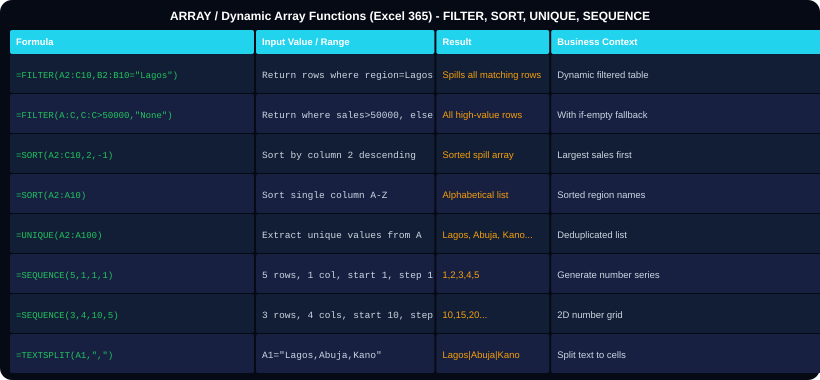 ARRAY / Dynamic Array Functions (Excel 365) - FILTER, SORT, UNIQUE, SEQUENCE
Formula Input Value / Range Result Business Context
=FILTER(A2:C10,B2:B10="Lagos") Return rows where region=Lagos Spills all matching rows Dynamic filtered table
=FILTER(A:C,C:C>50000,"None") Return where sales>50000, else All high-value rows With if-empty fallback
=SORT(A2:C10,2,-1) Sort by column 2 descending Sorted spill array Largest sales first
=SORT(A2:A10) Sort single column A-Z Alphabetical list Sorted region names
=UNIQUE(A2:A100) Extract unique values from A Lagos, Abuja, Kano... Deduplicated list
=SEQUENCE(5,1,1,1) 5 rows, 1 col, start 1, step 1 1,2,3,4,5 Generate number series
=SEQUENCE(3,4,10,5) 3 rows, 4 cols, start 10, step 10,15,20... 2D number grid
=TEXTSPLIT(A1,",") A1="Lagos,Abuja,Kano" Lagos|Abuja|Kano Split text to cells